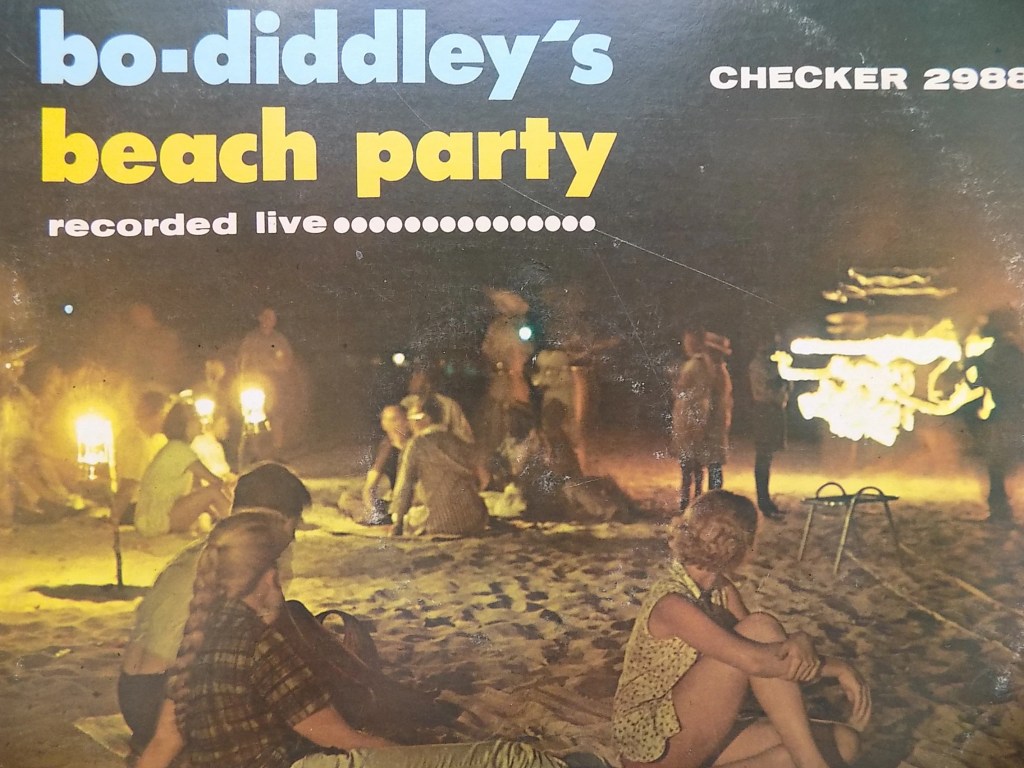 bo-diddley's
beach party
recorded live...............
CHECKER 2988